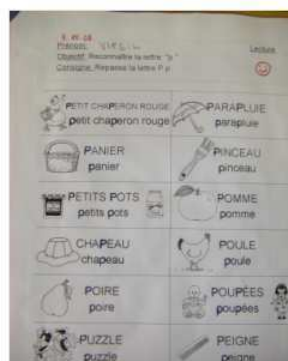 Prénom:
Lecture
Objectif: Reconnaître la lettre "p"
Consigne: Repasse la lettre P p
PETIT CHAPERON ROUGE
petit chaperon rouge
PARAPLUIE
parapluie
PANIER
panier
PINCEAU
pinceau
PETITS POTS
petits pots
POMME
pomme
CHAPEAU
chapeau
POULE
poule
POIRE
poire
POUPÉES
poupées
PUZZLE
puzzle
PEIGNE
peigne